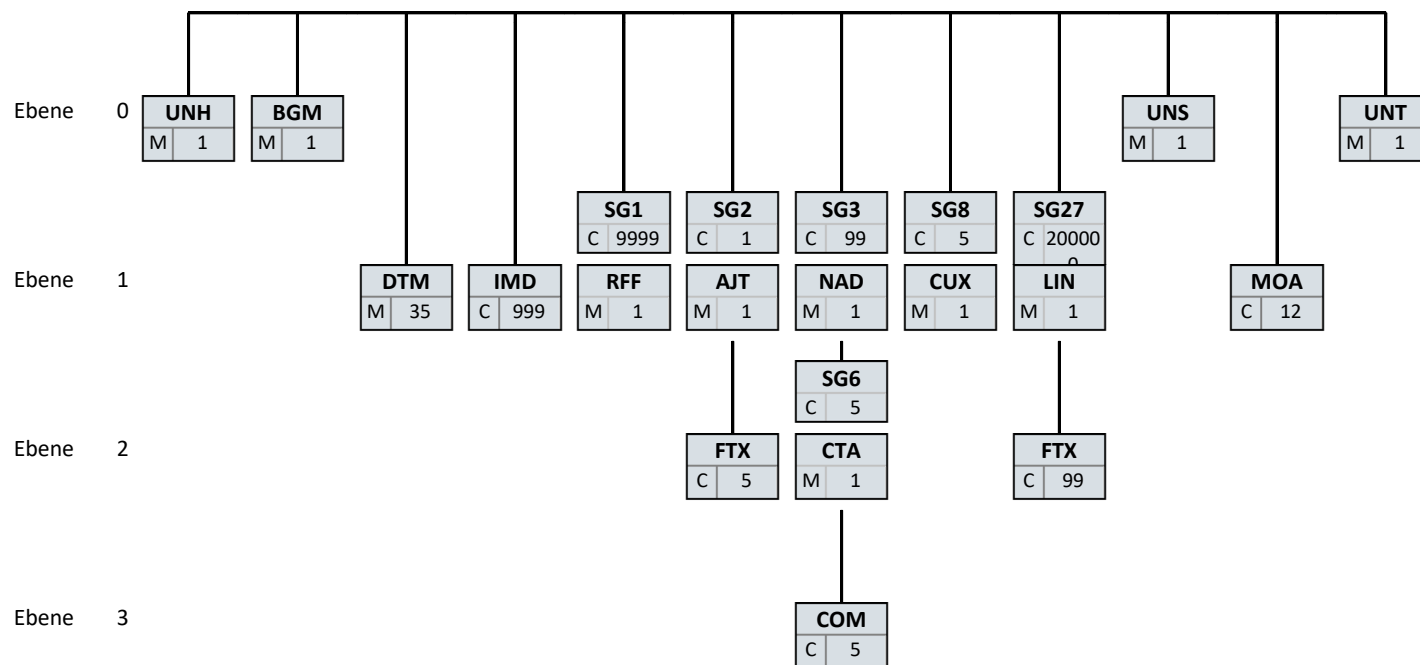 Ebene 0 UNH BGM UNS UNT
M 1 M 1 M 1 M 1
SG1 SG2 SG3 SG8 SG27
C 9999 C 1 C 99 C 5 C 20000
0
Ebene 1 DTM IMD RFF AJT NAD CUX LIN MOA
M 35 C 999 M 1 M 1 M 1 M 1 M 1 C 12
SG6
C 5
Ebene 2 FTX CTA FTX
C 5 M 1 C 99
Ebene 3 COM
C 5